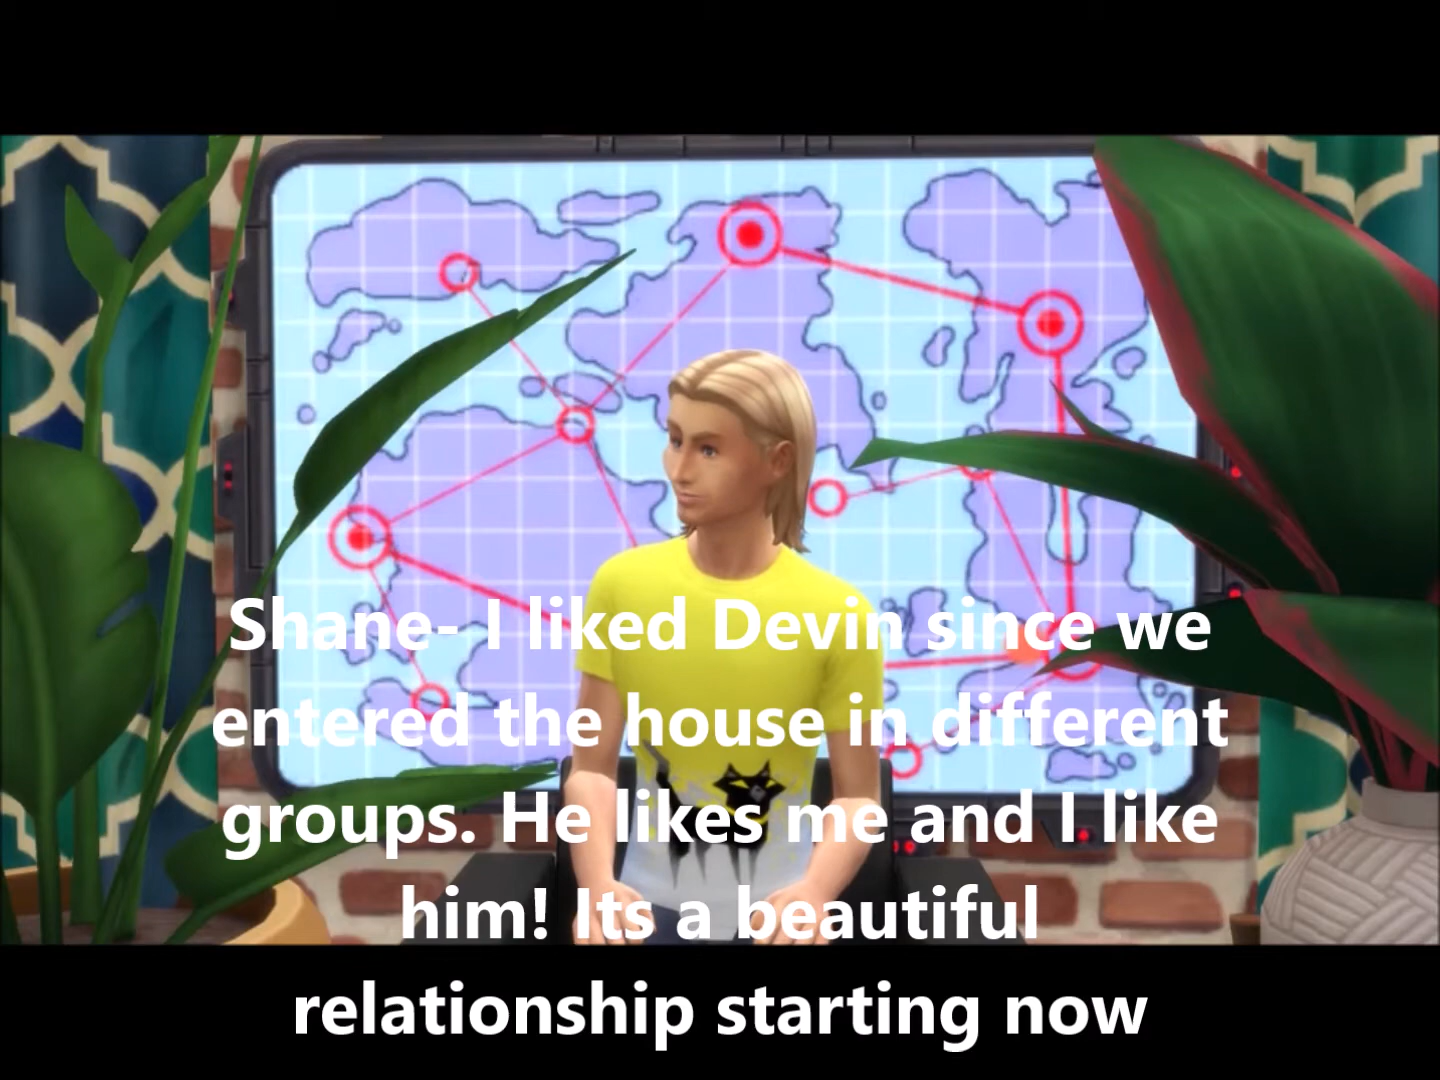 Shane- I liked Devin since we
entered the house in different
groups. He likes me and I like
him! Its a beautiful
relationship starting now